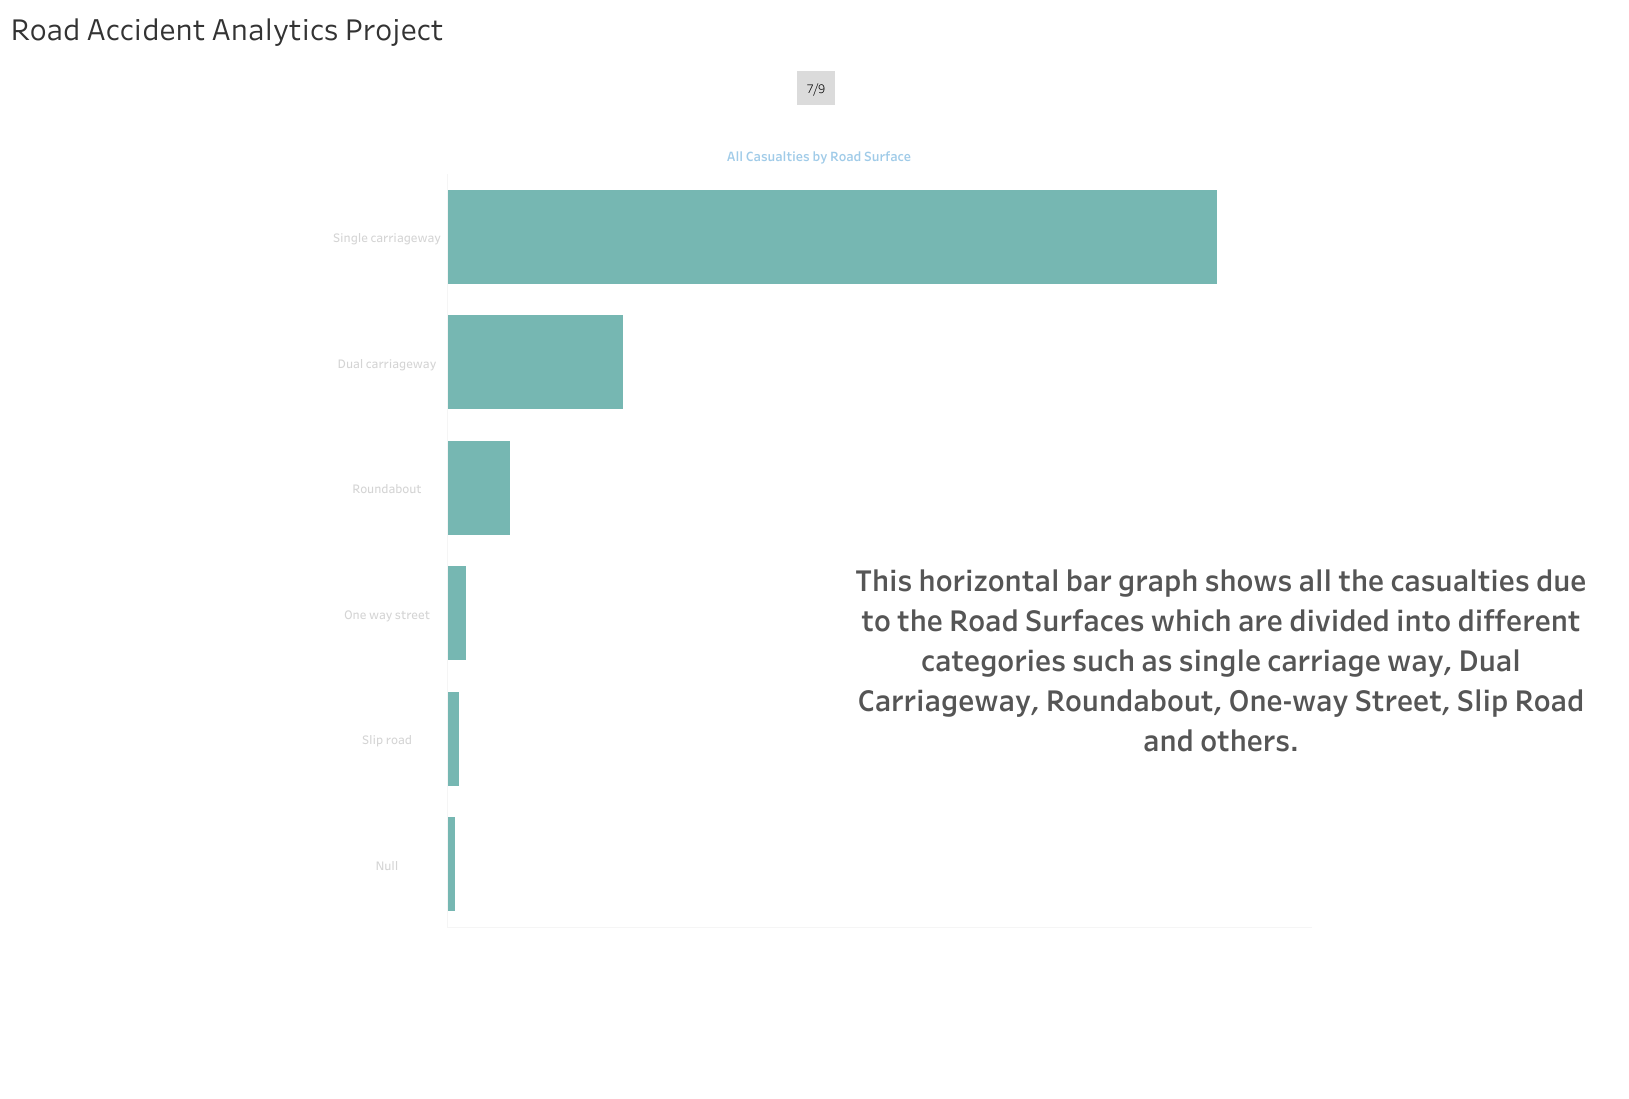 Road Accident Analytics Project
7/9
All Casualties by Road Surface
Single carriageway
Dual carriageway
Roundabout
One way street
Slip road
Null
This horizontal bar graph shows all the casualties due
to the Road Surfaces which are divided into different
categories such as single carriage way, Dual
Carriageway, Roundabout, One-way Street, Slip Road
and others.